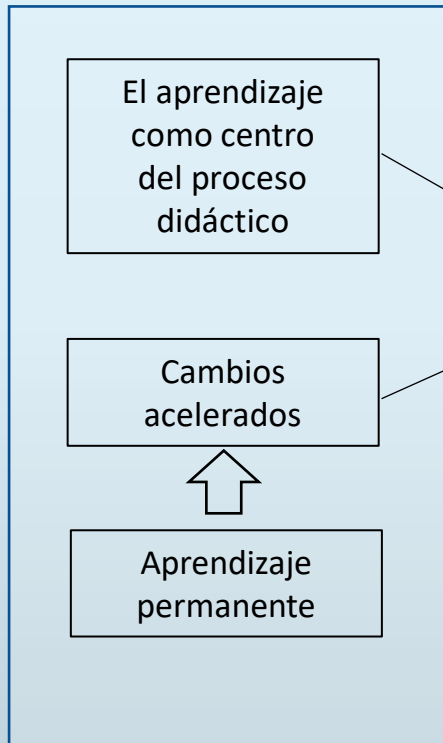 El aprendizaje
como centro
del proceso
didáctico
Cambios
acelerados
Aprendizaje
permanente